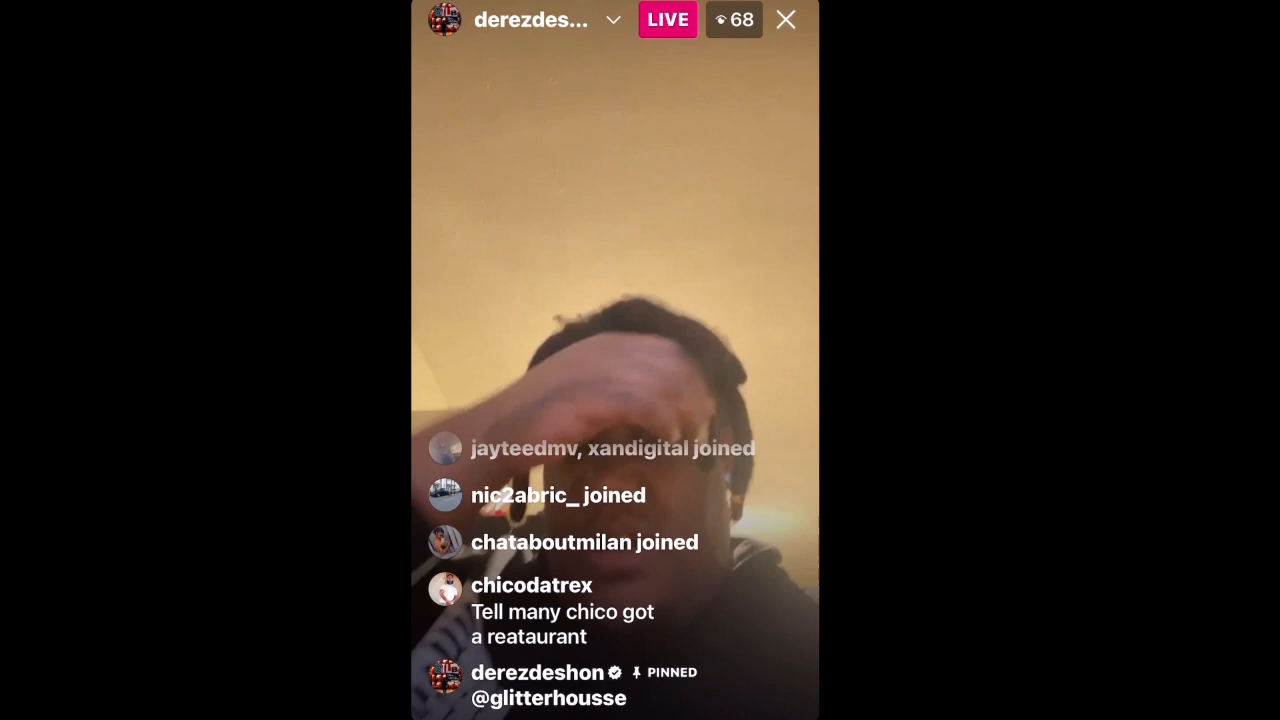 derezdes...
LIVE
68
jayteedmv, xandigital joined
nic2abric_ joined
chataboutmilan joined
chicodatrex
Tell many chico got
a reataurant
derezdeshon PINNED
@glitterhousse